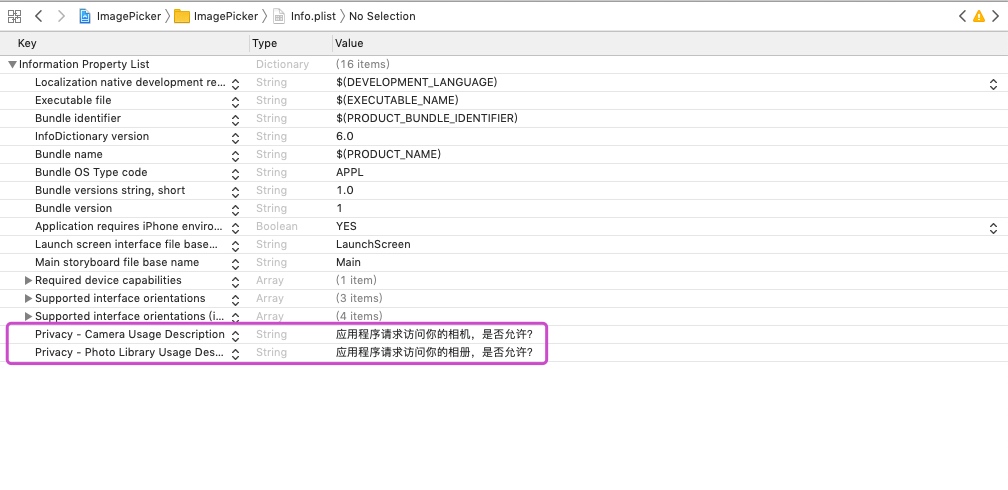 ImagePicker ImagePicker Info.plist No Selection
Key Type Value
Information Property List Dictionary (16 items)
Localization native development re... String $(DEVELOPMENT_LANGUAGE)
Executable file String $(EXECUTABLE_NAME)
Bundle identifier String $(PRODUCT_BUNDLE_IDENTIFIER)
InfoDictionary version String 6.0
Bundle name String $(PRODUCT_NAME)
Bundle OS Type code String APPL
Bundle versions string, short String 1.0
Bundle version String 1
Application requires iPhone enviro... Boolean YES
Launch screen interface file base... String LaunchScreen
Main storyboard file base name String Main
Required device capabilities Array (1 item)
Supported interface orientations Array (3 items)
Supported interface orientations (i... Array (4 items)
Privacy - Camera Usage Description String 应用程序请求访问你的相机，是否允许?
Privacy - Photo Library Usage Des... String 应用程序请求访问你的相册，是否允许?